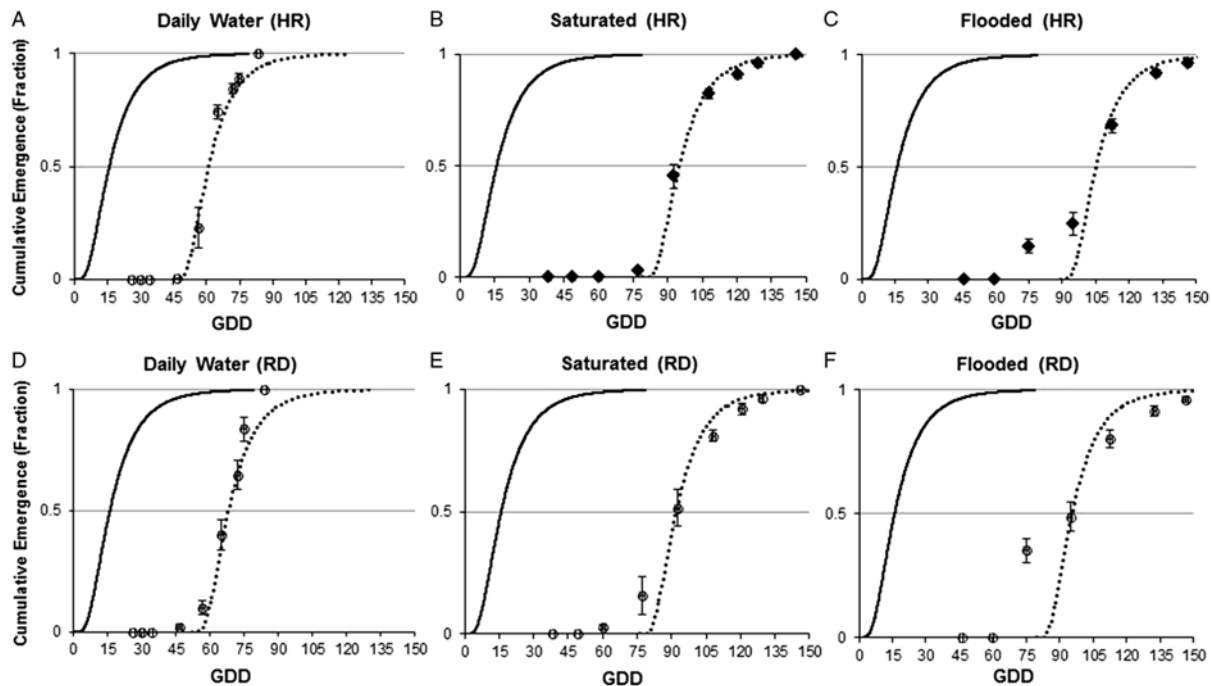 A
Daily Water (HR)
B
Saturated (HR)
C
Flooded (HR)
Cumulative Emergence (Fraction)
1
0.5
0
0 15 30 45 60 75 90 105 120 135 150
GDD
1
0.5
0
0 15 30 45 60 75 90 105 120 135 150
GDD
1
0.5
0
0 15 30 45 60 75 90 105 120 135 150
GDD
D
Daily Water (RD)
E
Saturated (RD)
F
Flooded (RD)
Cumulative Emergence (Fraction)
1
0.5
0
0 15 30 45 60 75 90 105 120 135 150
GDD
1
0.5
0
0 15 30 45 60 75 90 105 120 135 150
GDD
1
0.5
0
0 15 30 45 60 75 90 105 120 135 150
GDD